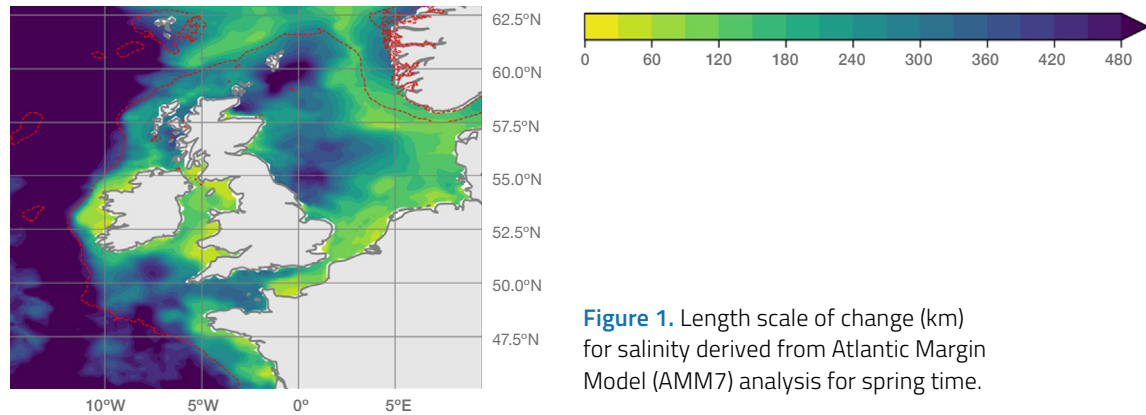 62.5°N
60.0°N
57.5°N
55.0°N
52.5°N
50.0°N
47.5°N
10°W 5°W 0° 5°E
0 60 120 180 240 300 360 420 480
Figure 1. Length scale of change (km)
for salinity derived from Atlantic Margin
Model (AMM7) analysis for spring time.